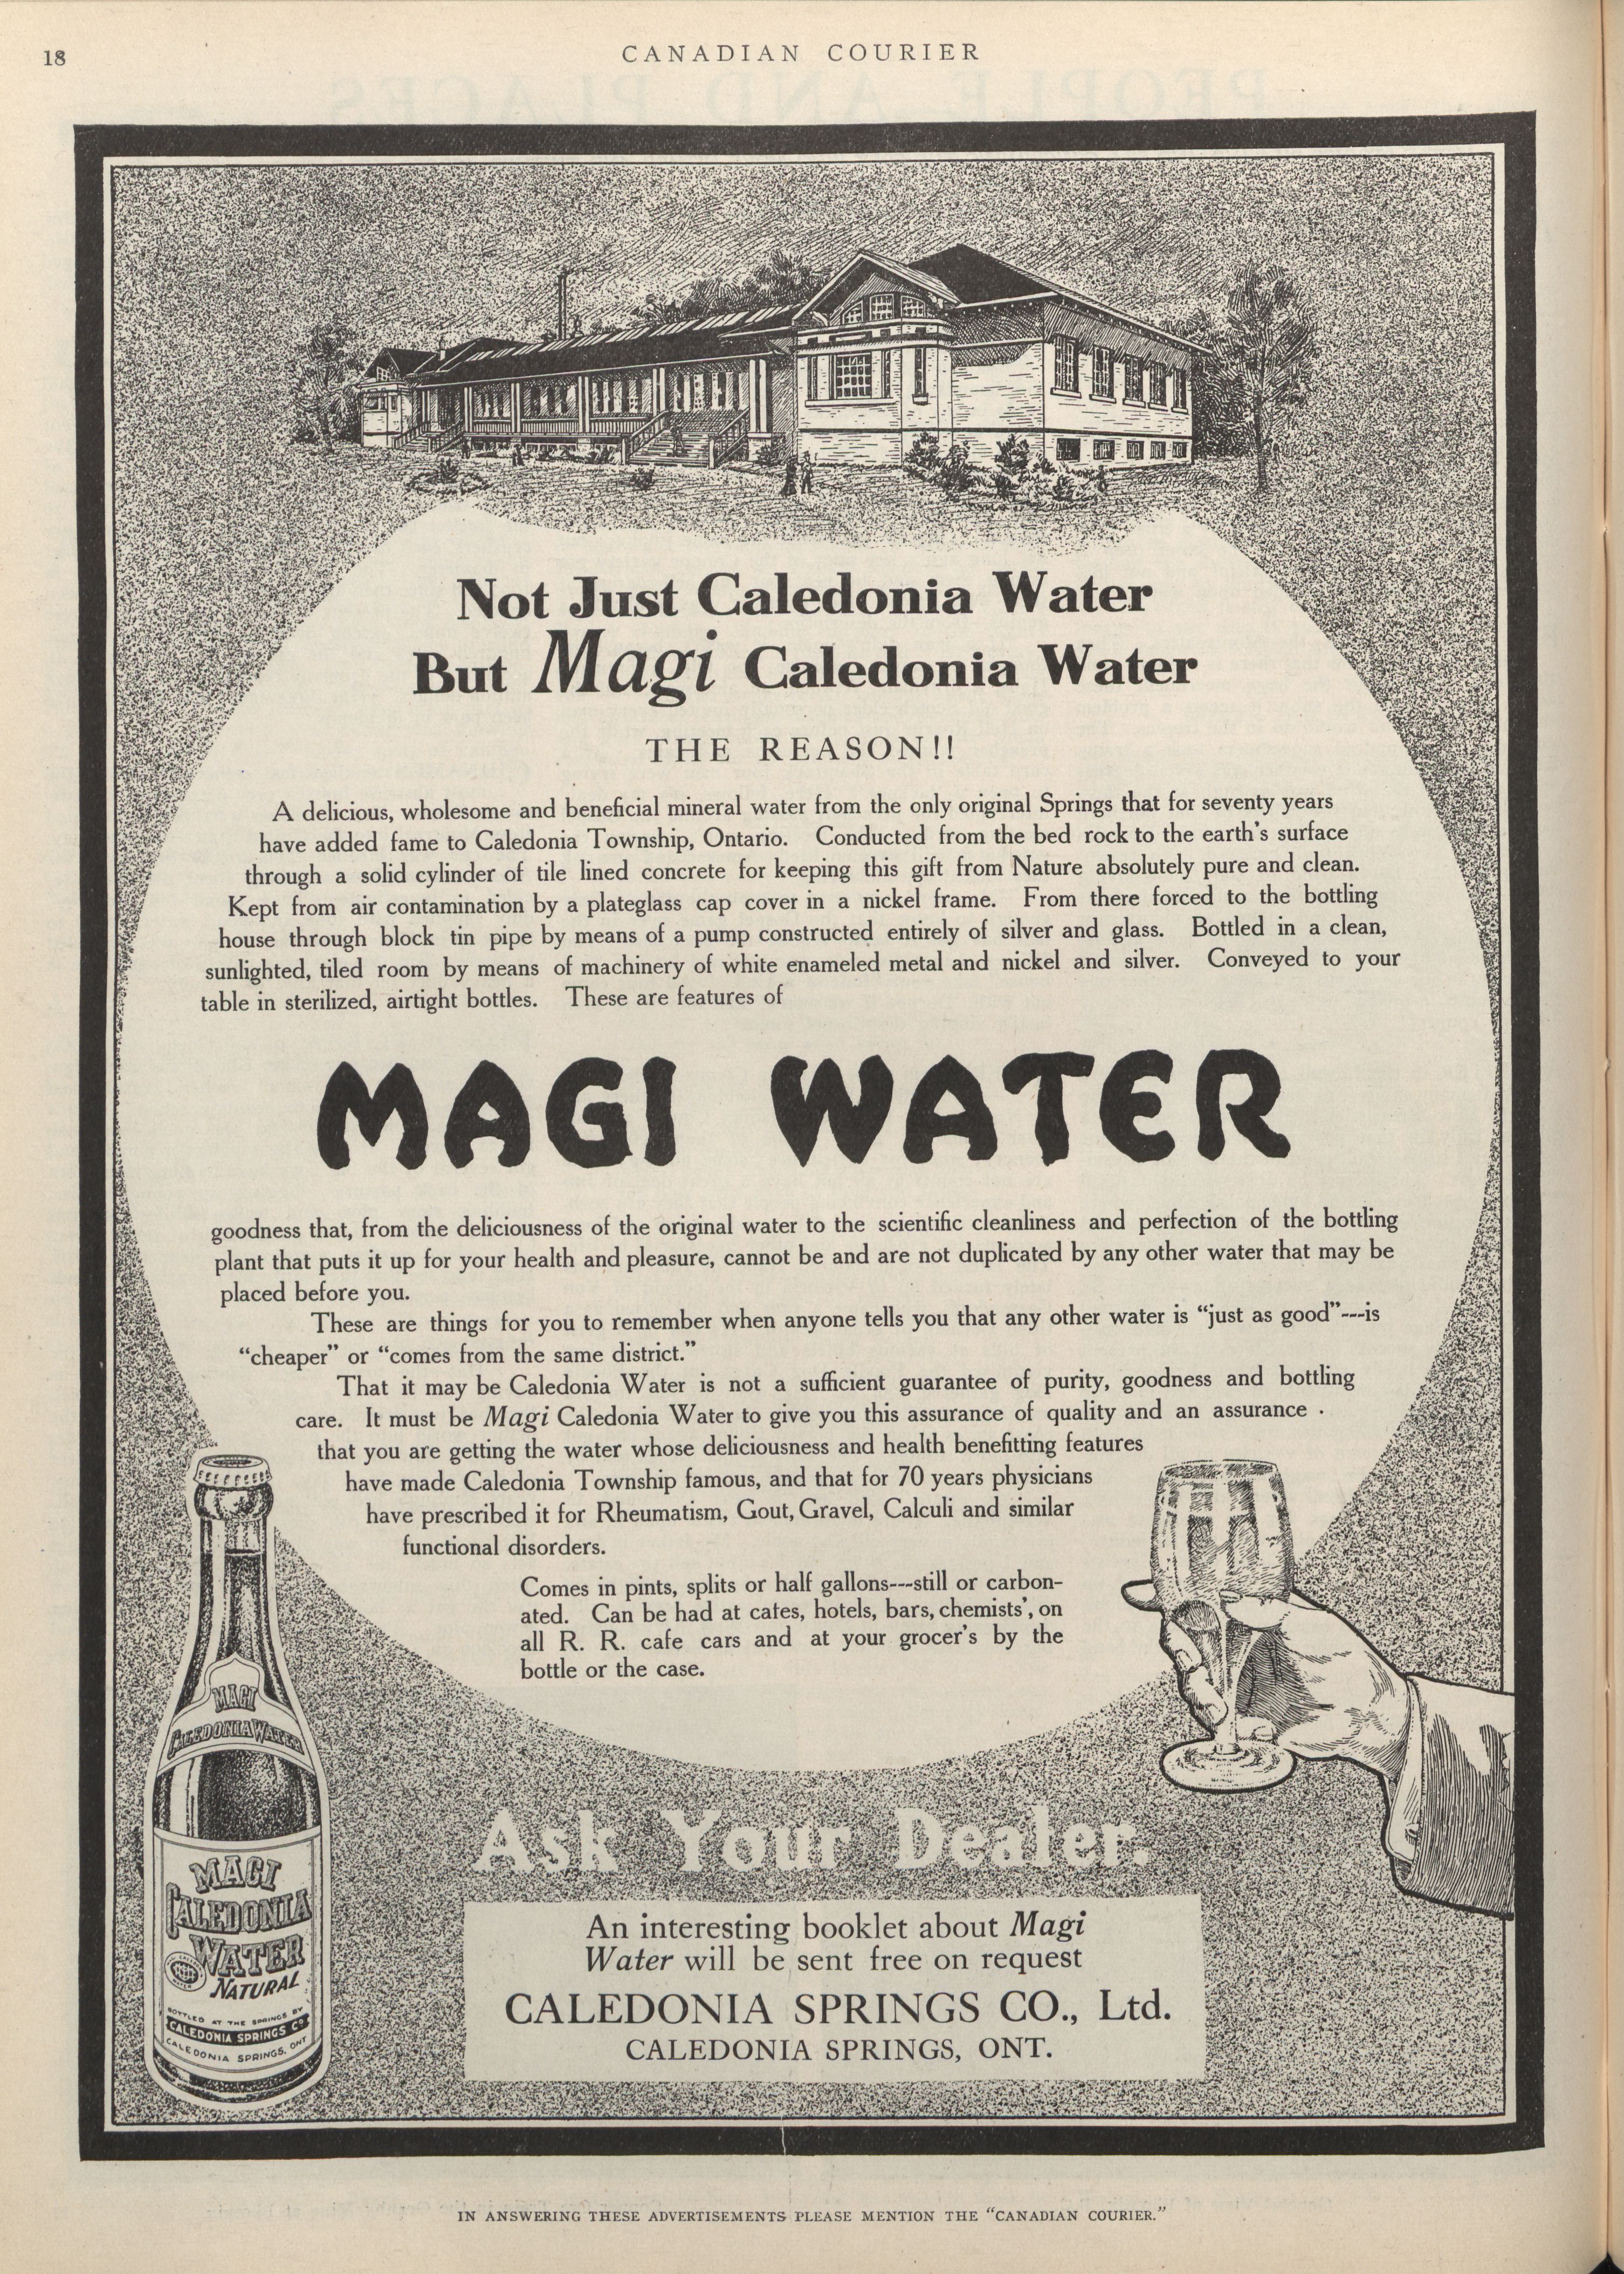 18
CANADIAN COURIER
Not Just Caledonia Water
But Magi Caledonia Water
THE REASON!!
A delicious, wholesome and beneficial mineral water from the only original Springs that for seventy years
have added fame to Caledonia Township, Ontario. Conducted from the bed rock to the earth's surface
through a solid cylinder of tile lined concrete for keeping this gift from Nature absolutely pure and clean.
Kept from air contamination by a plateglass cap cover in a nickel frame. From there forced to the bottling
house through block tin pipe by means of a pump constructed entirely of silver and glass. Bottled in a clean,
sunlighted, tiled room by means of machinery of white enameled metal and nickel and silver. Conveyed to your
table in sterilized, airtight bottles. These are features of
MAGI WATER
goodness that, from the deliciousness of the original water to the scientific cleanliness and perfection of the bottling
plant that puts it up for your health and pleasure, cannot be and are not duplicated by any other water that may be
placed before you.
These are things for you to remember when anyone tells you that any other water is "just as good"---is
"cheaper" or "comes from the same district."
That it may be Caledonia Water is not a sufficient guarantee of purity, goodness and bottling
care. It must be Magi Caledonia Water to give you this assurance of quality and an assurance .
that you are getting the water whose deliciousness and health benefitting features
have made Caledonia Township famous, and that for 70 years physicians
have prescribed it for Rheumatism, Gout, Gravel, Calculi and similar
functional disorders.
Comes in pints, splits or half gallons---still or carbon-
ated. Can be had at cafes, hotels, bars, chemists', on
all R. R. cafe cars and at your grocer's by the
bottle or the case.
MAGI
CALEDONIA WATER
MAGI
CALEDONIA
WATER
NATURAL
BOTTLED AT THE SPRINGS BY
CALEDONIA SPRINGS Co
CALEDONIA SPRINGS, ONT
Ask Your Dealer.
An interesting booklet about Magi
Water will be sent free on request
CALEDONIA SPRINGS CO., Ltd.
CALEDONIA SPRINGS, ONT.
IN ANSWERING THESE ADVERTISEMENTS PLEASE MENTION THE "CANADIAN COURIER."